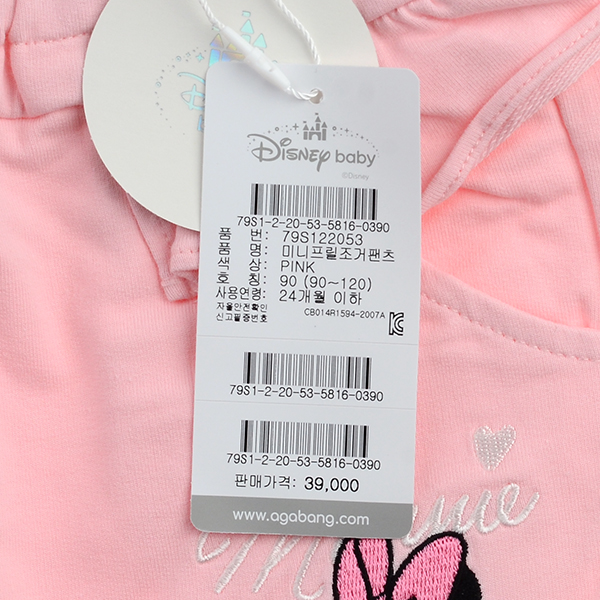 Disney baby
©Disney
79S1-2-20-53-5816-0390
품 번: 79S122053
품 명: 미니프릴조거팬츠
색 상: PINK
호 칭: 90 (90~120)
사용연령: 24개월 이하
자율안전확인
신고필증번호 CB014R1594-2007A
79S1-2-20-53-5816-0390
79S1-2-20-53-5816-0390
판매가격: 39,000
www.agabang.com
Minnie